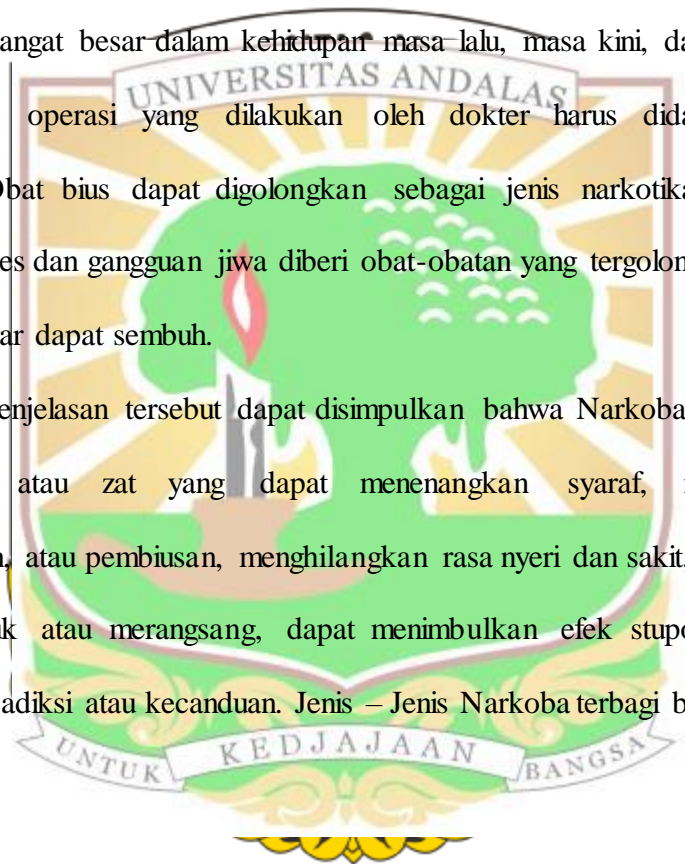 angat besar dalam kehidupan masa lalu, masa kini, da
UNIVERSITAS ANDALAS
operasi yang dilakukan oleh dokter harus dida
Obat bius dapat digolongkan sebagai jenis narkotika
es dan gangguan jiwa diberi obat-obatan yang tergolon
ar dapat sembuh.
enjelasan tersebut dapat disimpulkan bahwa Narkoba
atau zat yang dapat menenangkan syaraf,
, atau pembiusan, menghilangkan rasa nyeri dan sakit.
k atau merangsang, dapat menimbulkan efek stupo
adiksi atau kecanduan. Jenis – Jenis Narkoba terbagi b
UNTUK KEDJAJAAN BANGSA